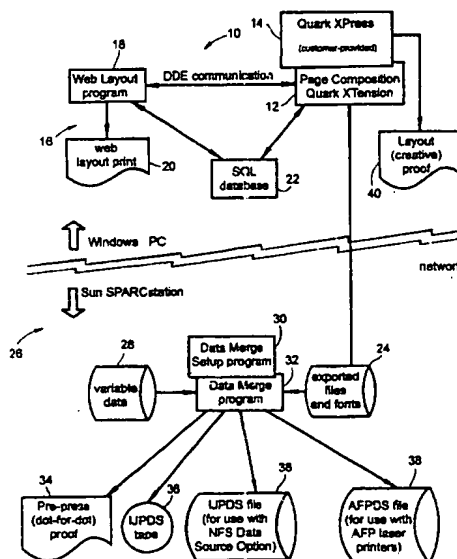 14
10
Quark XPress
(customer-provided)
18
Web Layout
program
DDE communication
Page Composition
Quark XTension
12
16
web
layout print
20
SQL
database
22
Layout
(creative)
proof
40
Windows PC
network
Sun SPARCstation
26
28
variable
data
30
Data Merge
Setup program
32
Data Merge
program
24
exported
files
and fonts
34
Pre-press
(dot-for-dot)
proof
36
IJPDS
tape
38
IJPDS file
(for use with
NFS Data
Source Option)
38
AFPDS file
(for use with
AFP laser
printers)